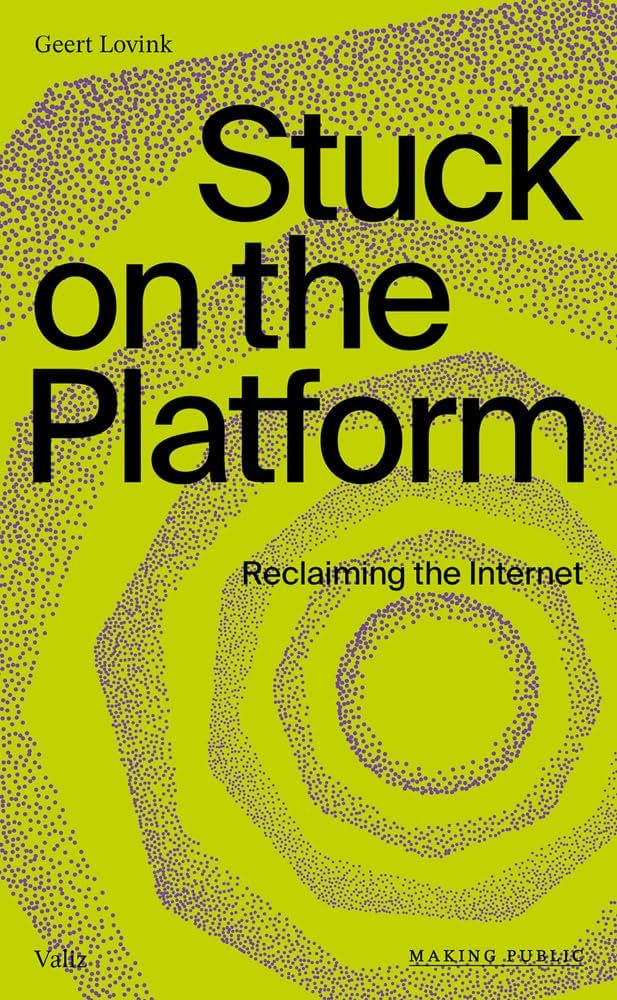 Geert Lovink
Stuck
on the
Platform
Reclaiming the Internet
Valiz
MAKING PUBLIC